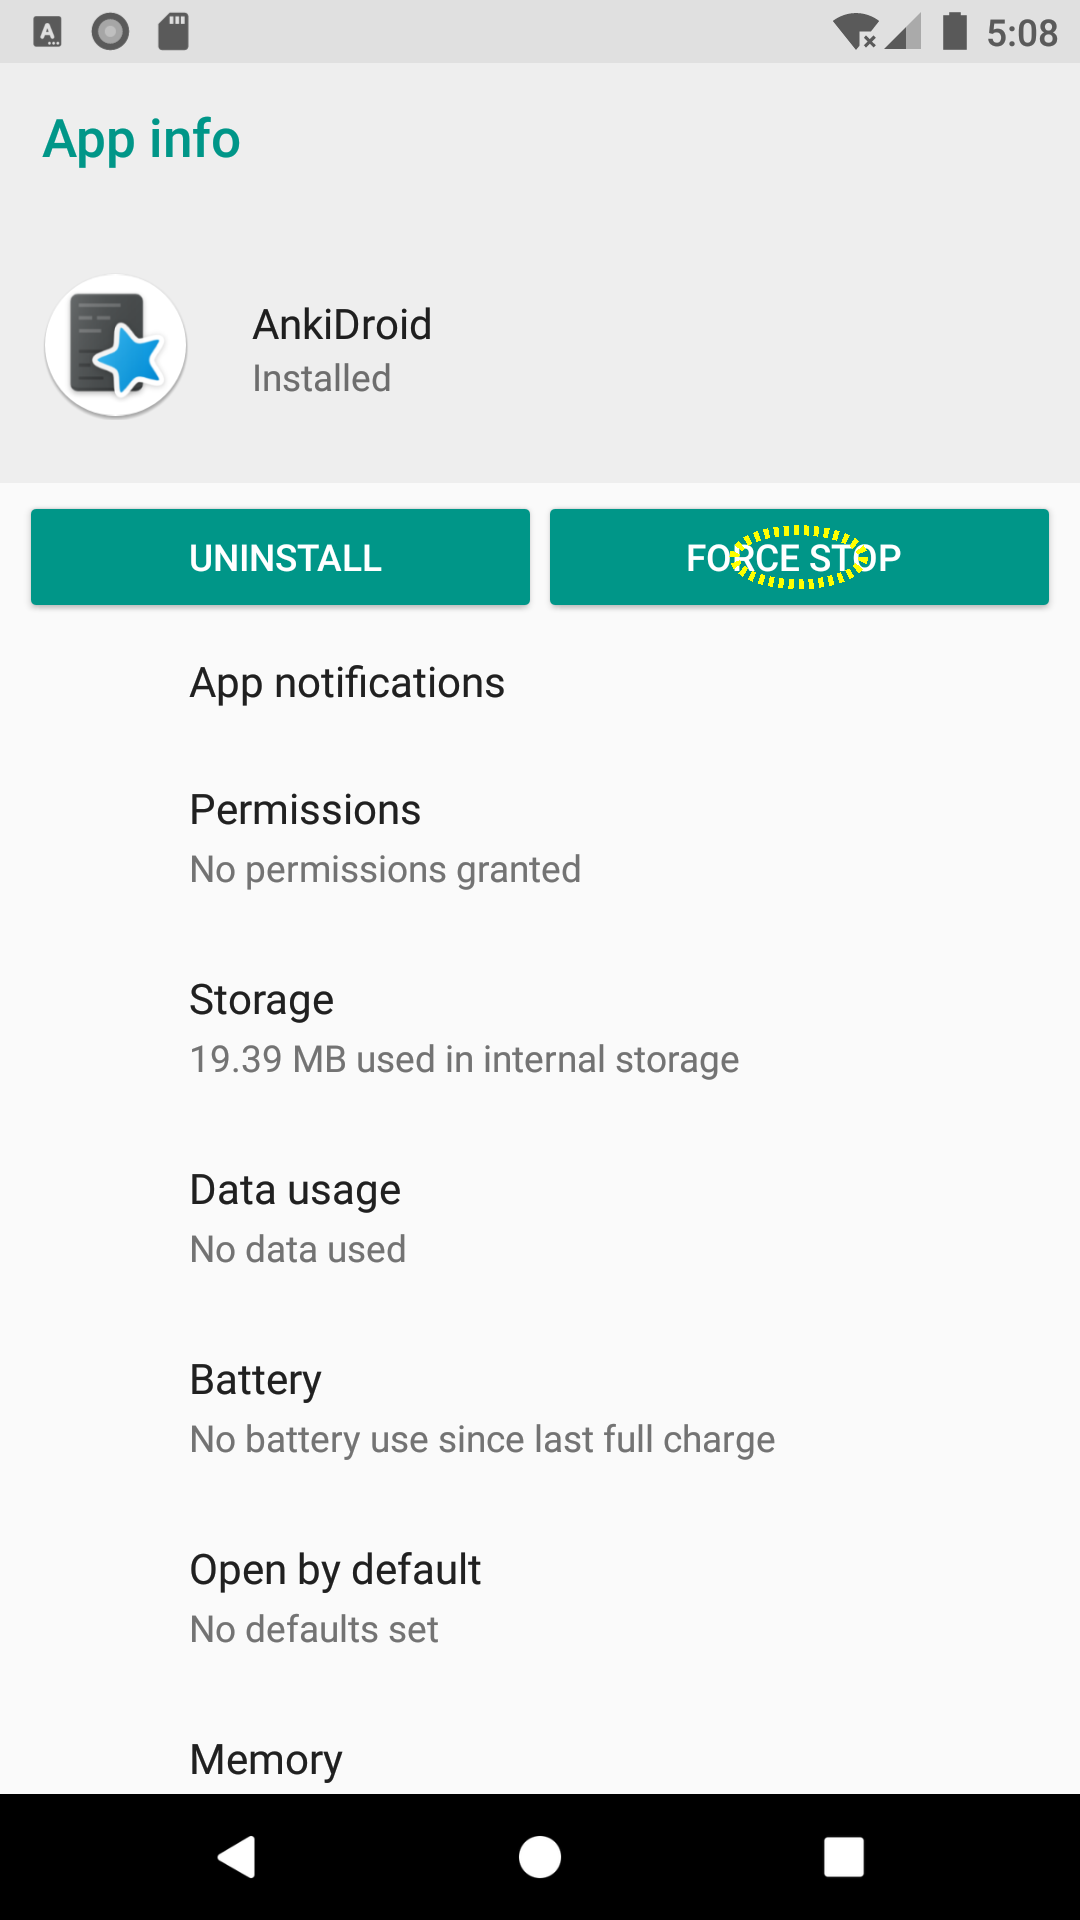 5:08
App info
AnkiDroid
Installed
UNINSTALL
FORCE STOP
App notifications
Permissions
No permissions granted
Storage
19.39 MB used in internal storage
Data usage
No data used
Battery
No battery use since last full charge
Open by default
No defaults set
Memory